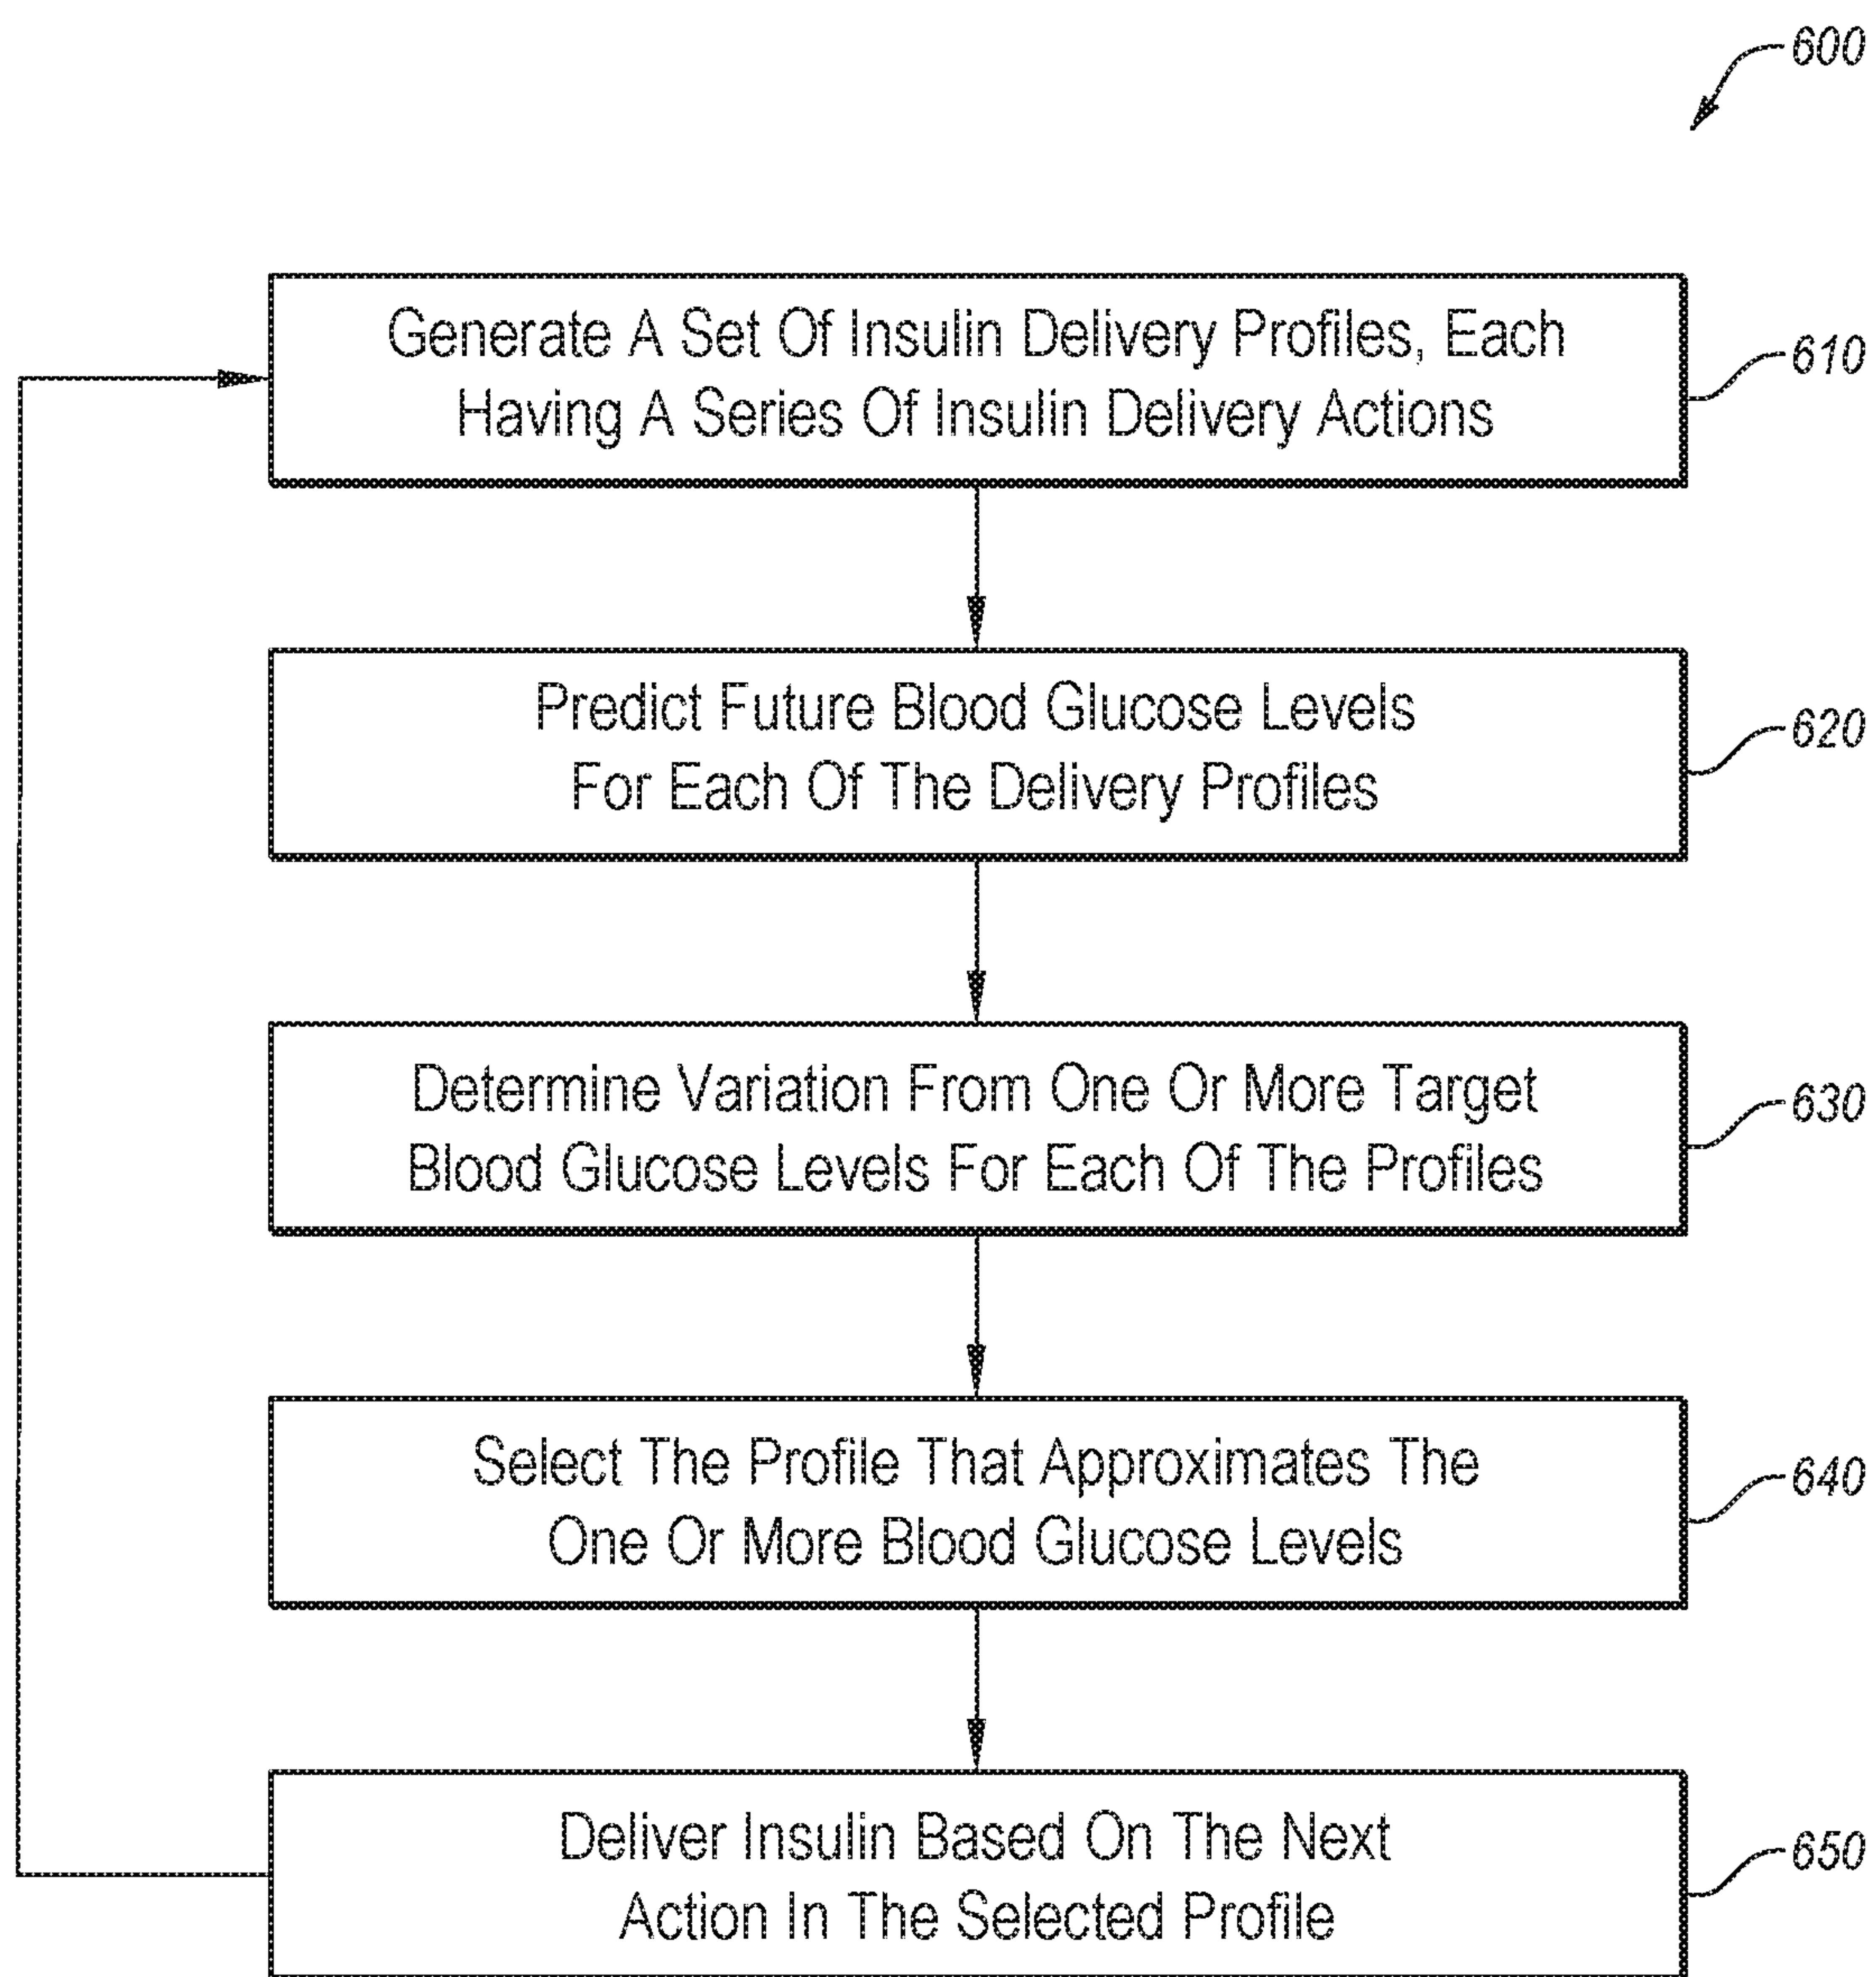 600
Generate A Set Of Insulin Delivery Profiles, Each
Having A Series Of Insulin Delivery Actions
610
Predict Future Blood Glucose Levels
For Each Of The Delivery Profiles
620
Determine Variation From One Or More Target
Blood Glucose Levels For Each Of The Profiles
630
Select The Profile That Approximates The
One Or More Blood Glucose Levels
640
Deliver Insulin Based On The Next
Action In The Selected Profile
650